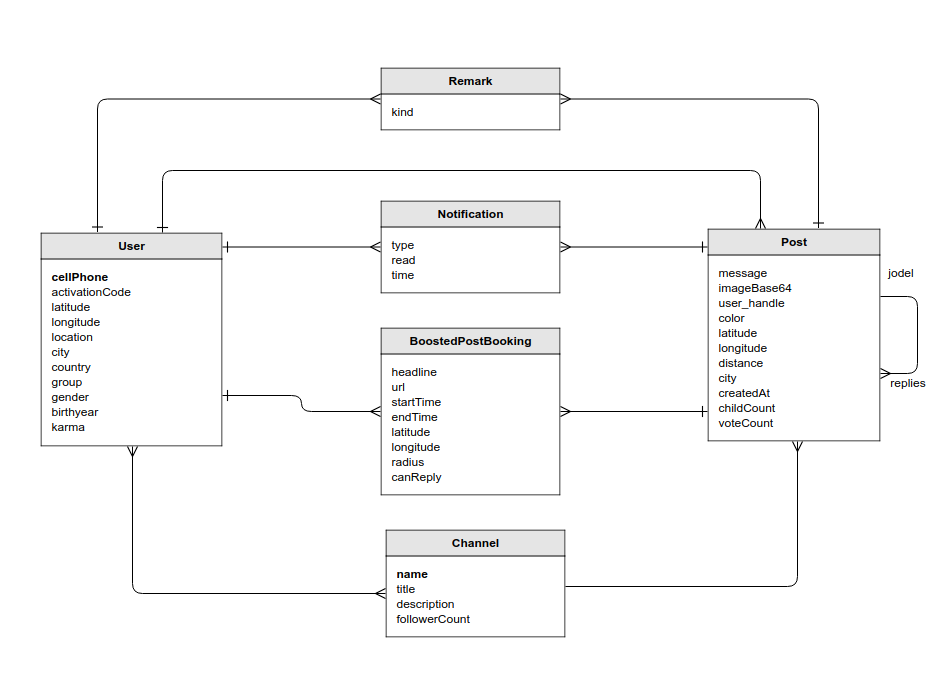 Remark
kind
Notification
type
read
time
User
cellPhone
activationCode
latitude
longitude
location
city
country
group
gender
birthyear
karma
Post
message
imageBase64
user_handle
color
latitude
longitude
distance
city
createdAt
childCount
voteCount
jodel
replies
BoostedPostBooking
headline
url
startTime
endTime
latitude
longitude
radius
canReply
Channel
name
title
description
followerCount